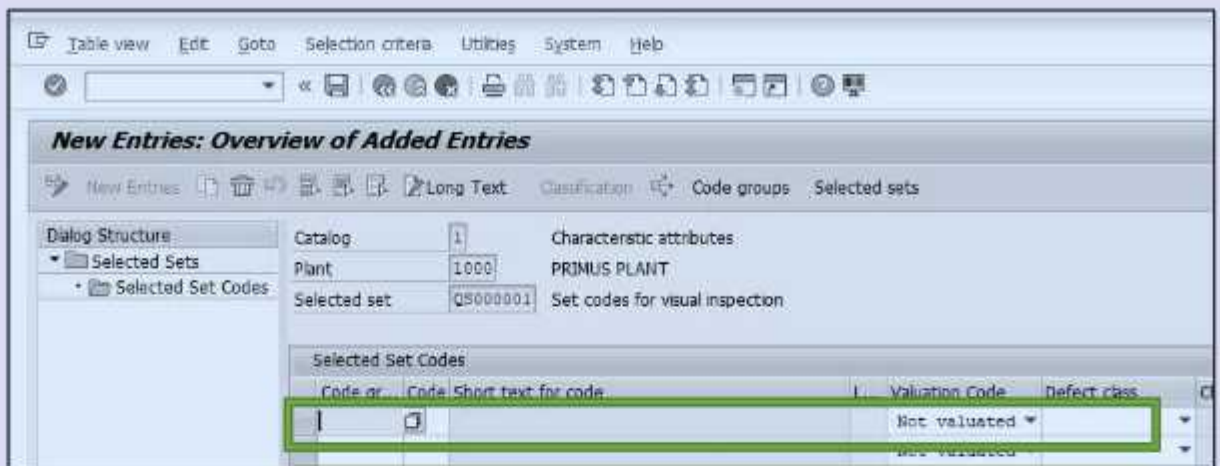 Table view Edit Goto Selection criteria Utilities System Help
New Entries: Overview of Added Entries
New Entries Long Text Classification Code groups Selected sets
Dialog Structure
Selected Sets
Selected Set Codes
Catalog 1 Characteristic attributes
Plant 1000 PRIMUS PLANT
Selected set QS000001 Set codes for visual inspection
Selected Set Codes
Code gr... Code Short text for code L... Valuation Code Defect class
Not valuated
Not valuated